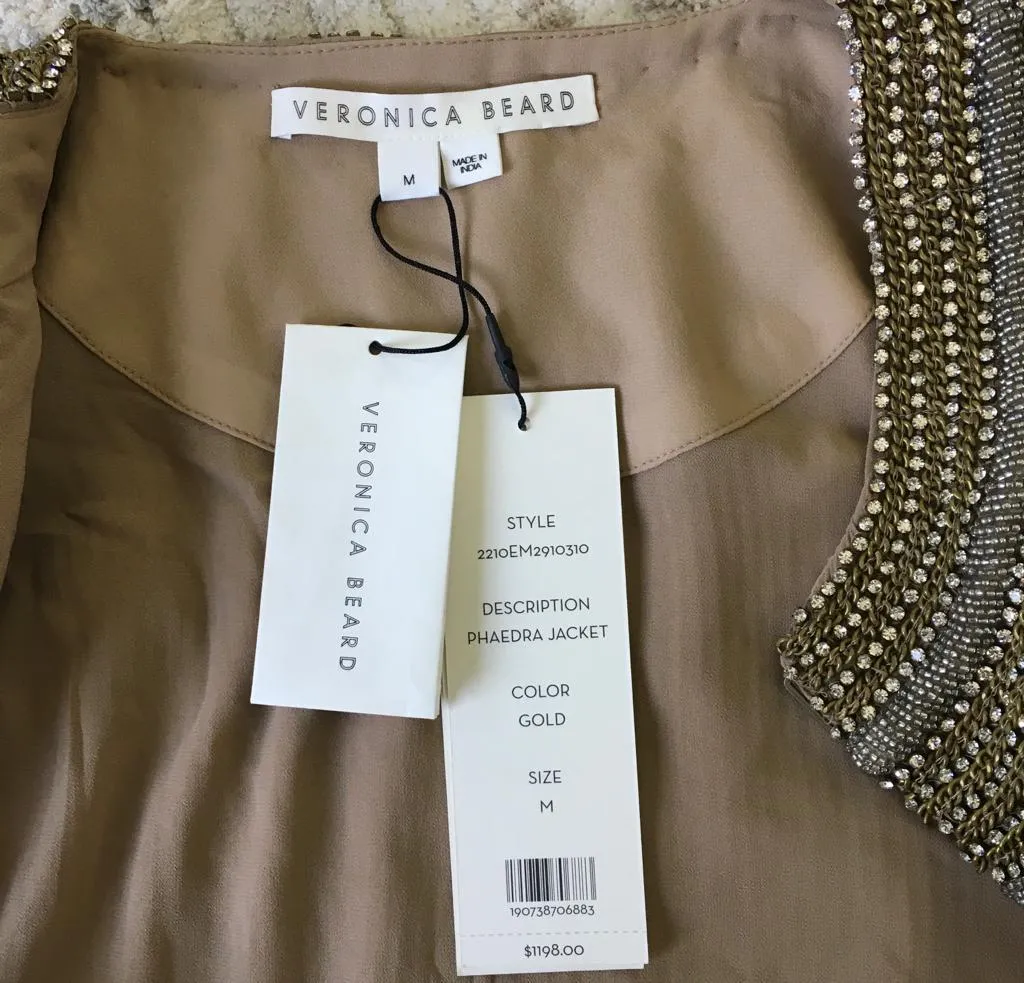 VERONICA BEARD
M
MADE IN
INDIA
VERONICA BEARD
STYLE
2210EM2910310
DESCRIPTION
PHAEDRA JACKET
COLOR
GOLD
SIZE
M
190738706883
$1198.00